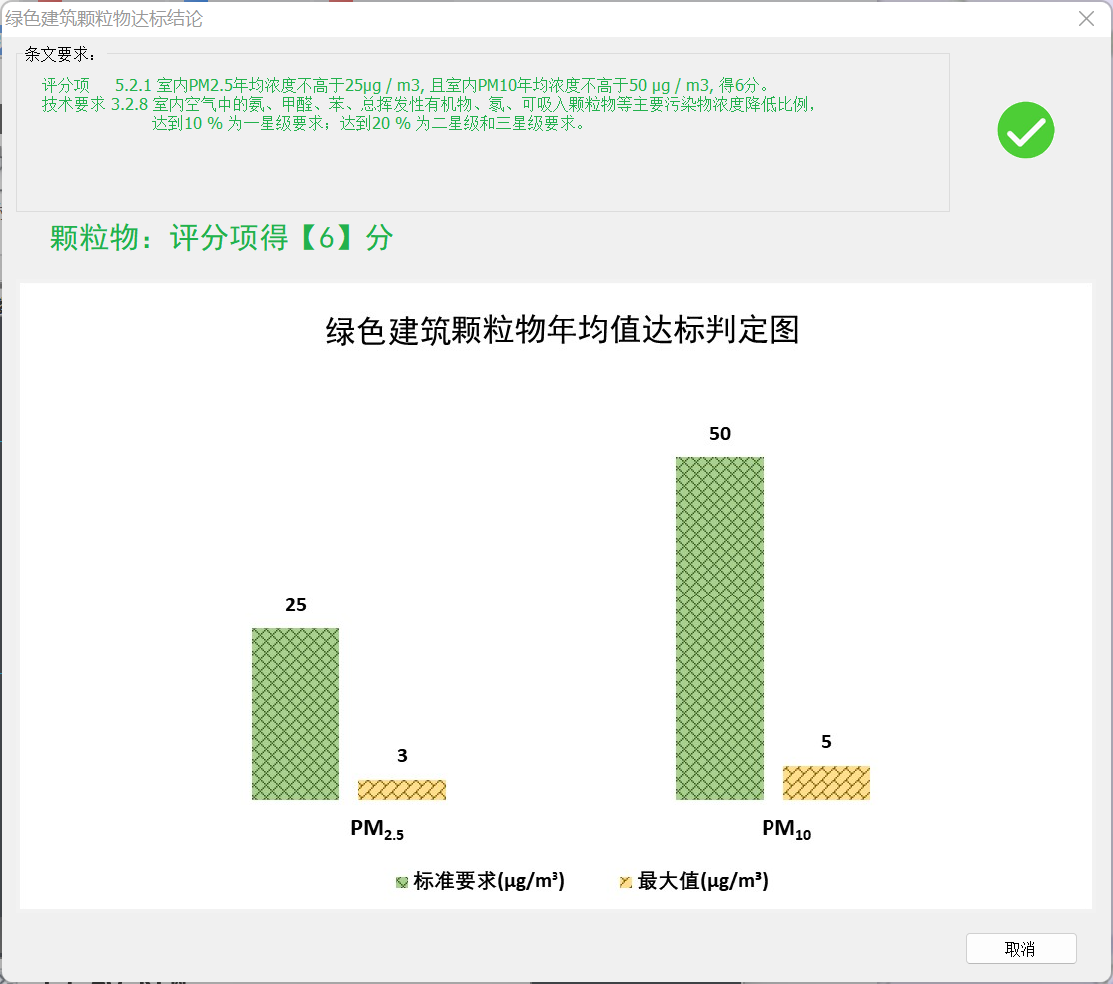 绿色建筑颗粒物达标结论
条文要求:
评分项 5.2.1 室内PM2.5年均浓度不高于25μg / m3, 且室内PM10年均浓度不高于50 μg / m3, 得6分。
技术要求 3.2.8 室内空气中的氨、甲醛、苯、总挥发性有机物、氡、可吸入颗粒物等主要污染物浓度降低比例,
达到10 % 为一星级要求；达到20 % 为二星级和三星级要求。
颗粒物：评分项得【6】分
绿色建筑颗粒物年均值达标判定图
50
25
5
3
PM2.5 PM10
标准要求(μg/m³) 最大值(μg/m³)
取消